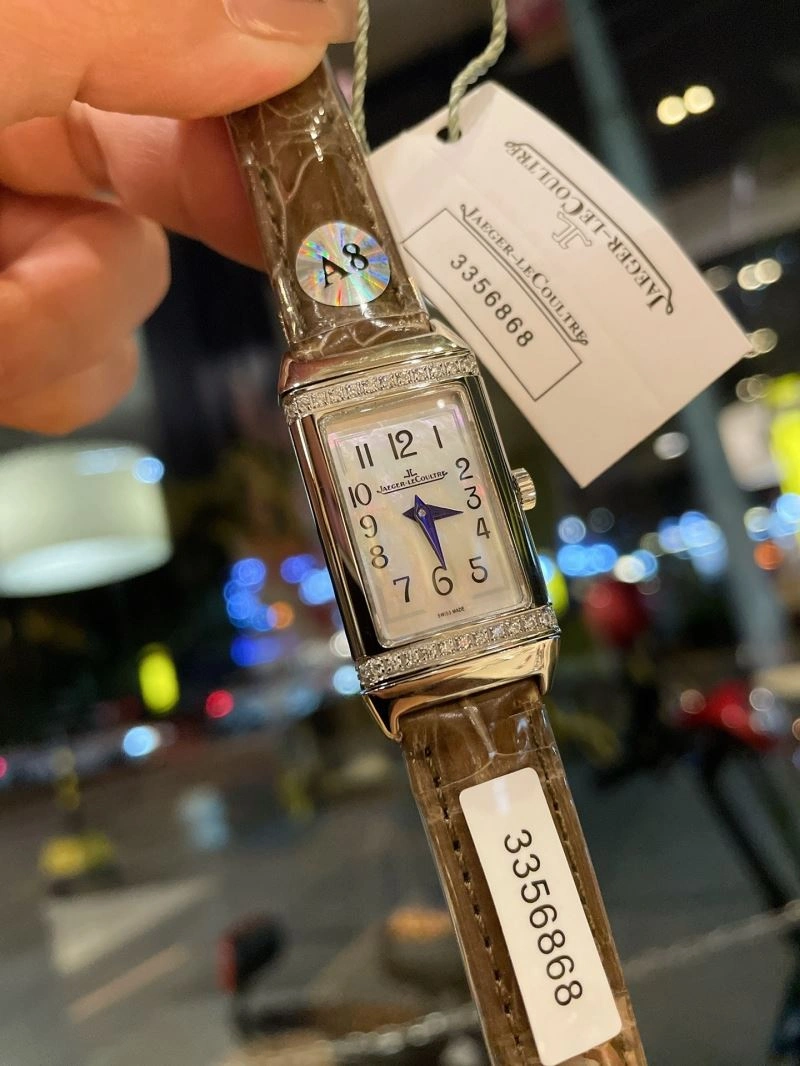 JAEGER-LECOULTRE
JAEGER-LECOULTRE
3356868
A8
11 12 1
10 2
9 3
8 4
7 6 5
JAEGER-LECOULTRE
SWISS MADE
3356868